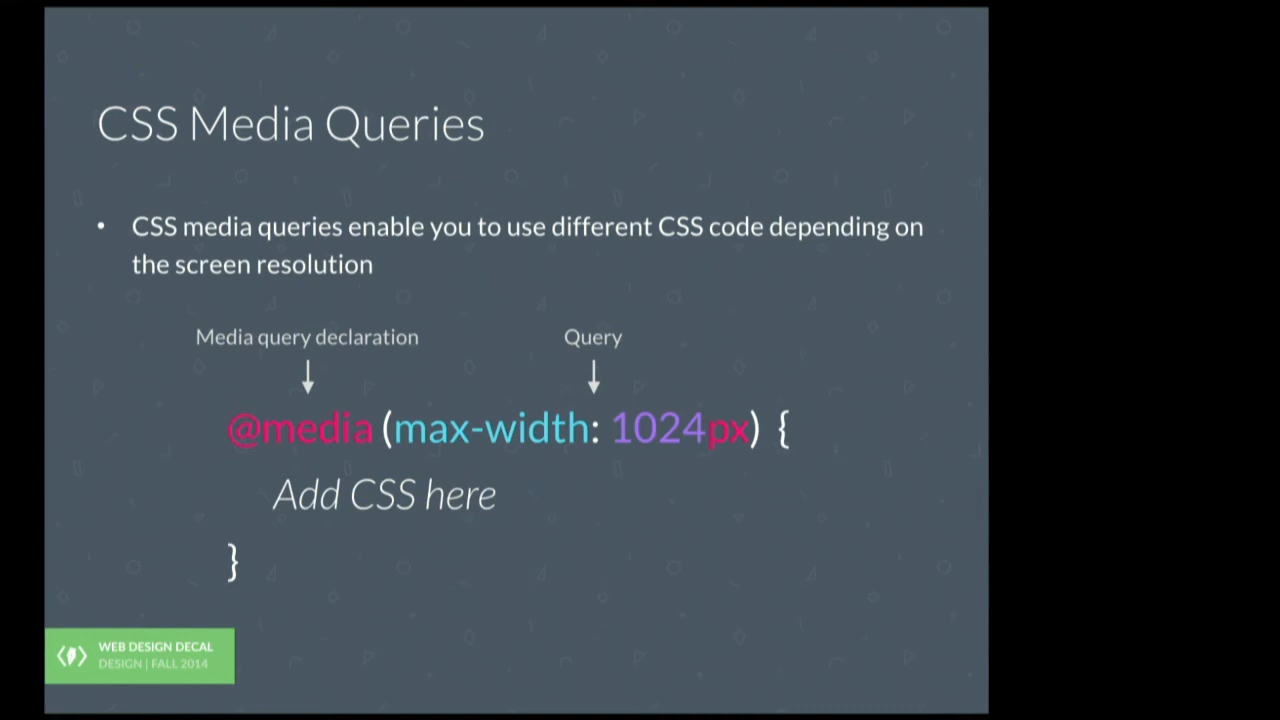 CSS Media Queries
• CSS media queries enable you to use different CSS code depending on
the screen resolution
Media query declaration Query
@media (max-width: 1024px) {
Add CSS here
}
WEB DESIGN DECAL
DESIGN | FALL 2014